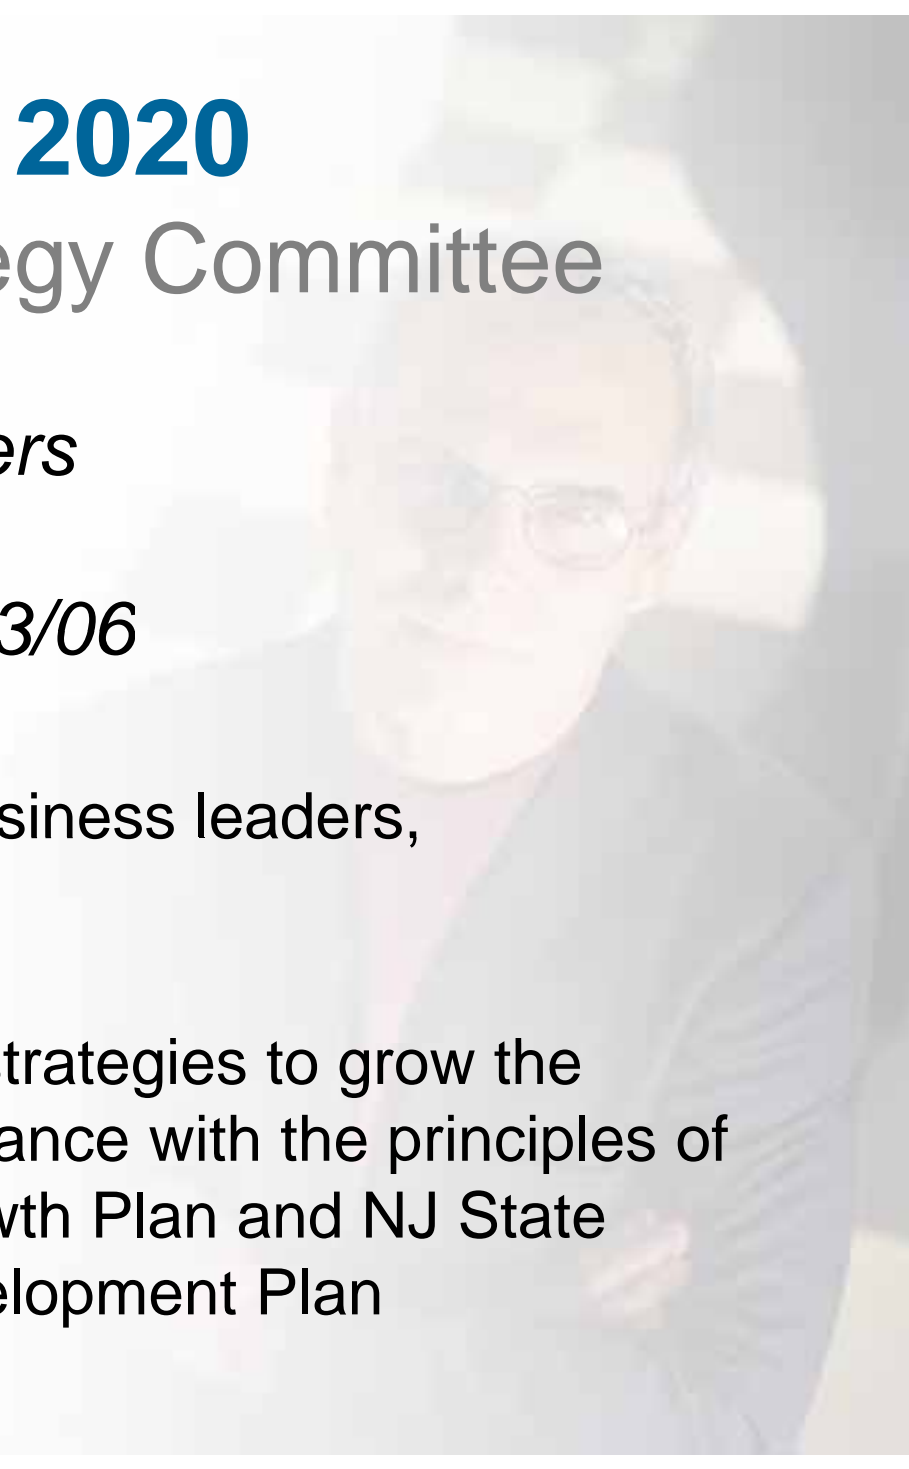 2020
egy Committee
ers
3/06
siness leaders,
strategies to grow the
ance with the principles of
wth Plan and NJ State
elopment Plan